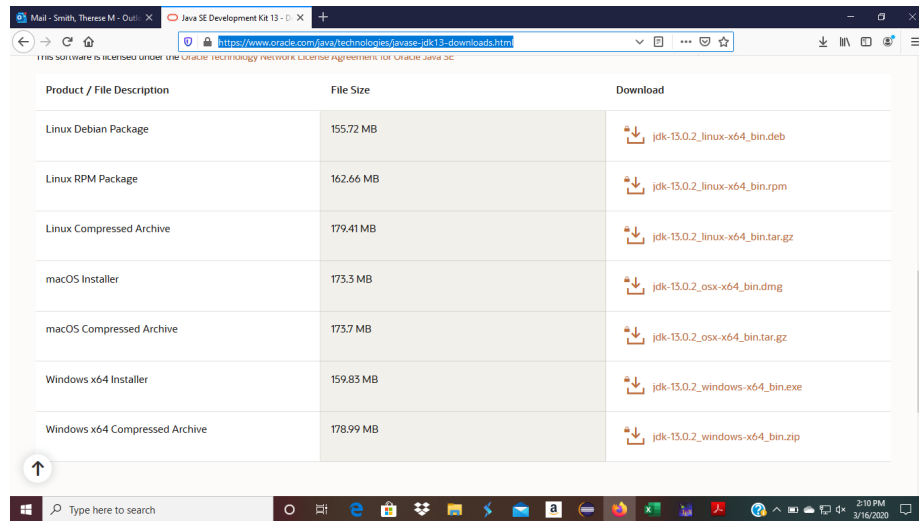 Mail - Smith, Therese M - Outl
Java SE Development Kit 13 - D
https://www.oracle.com/java/technologies/javase-jdk13-downloads.html
This software is licensed under the Oracle Technology Network License Agreement for Oracle Java SE
Product / File Description File Size Download
Linux Debian Package 155.72 MB jdk-13.0.2_linux-x64_bin.deb
Linux RPM Package 162.66 MB jdk-13.0.2_linux-x64_bin.rpm
Linux Compressed Archive 179.41 MB jdk-13.0.2_linux-x64_bin.tar.gz
macOS Installer 173.3 MB jdk-13.0.2_osx-x64_bin.dmg
macOS Compressed Archive 173.7 MB jdk-13.0.2_osx-x64_bin.tar.gz
Windows x64 Installer 159.83 MB jdk-13.0.2_windows-x64_bin.exe
Windows x64 Compressed Archive 178.99 MB jdk-13.0.2_windows-x64_bin.zip
Type here to search
2:10 PM
3/16/2020